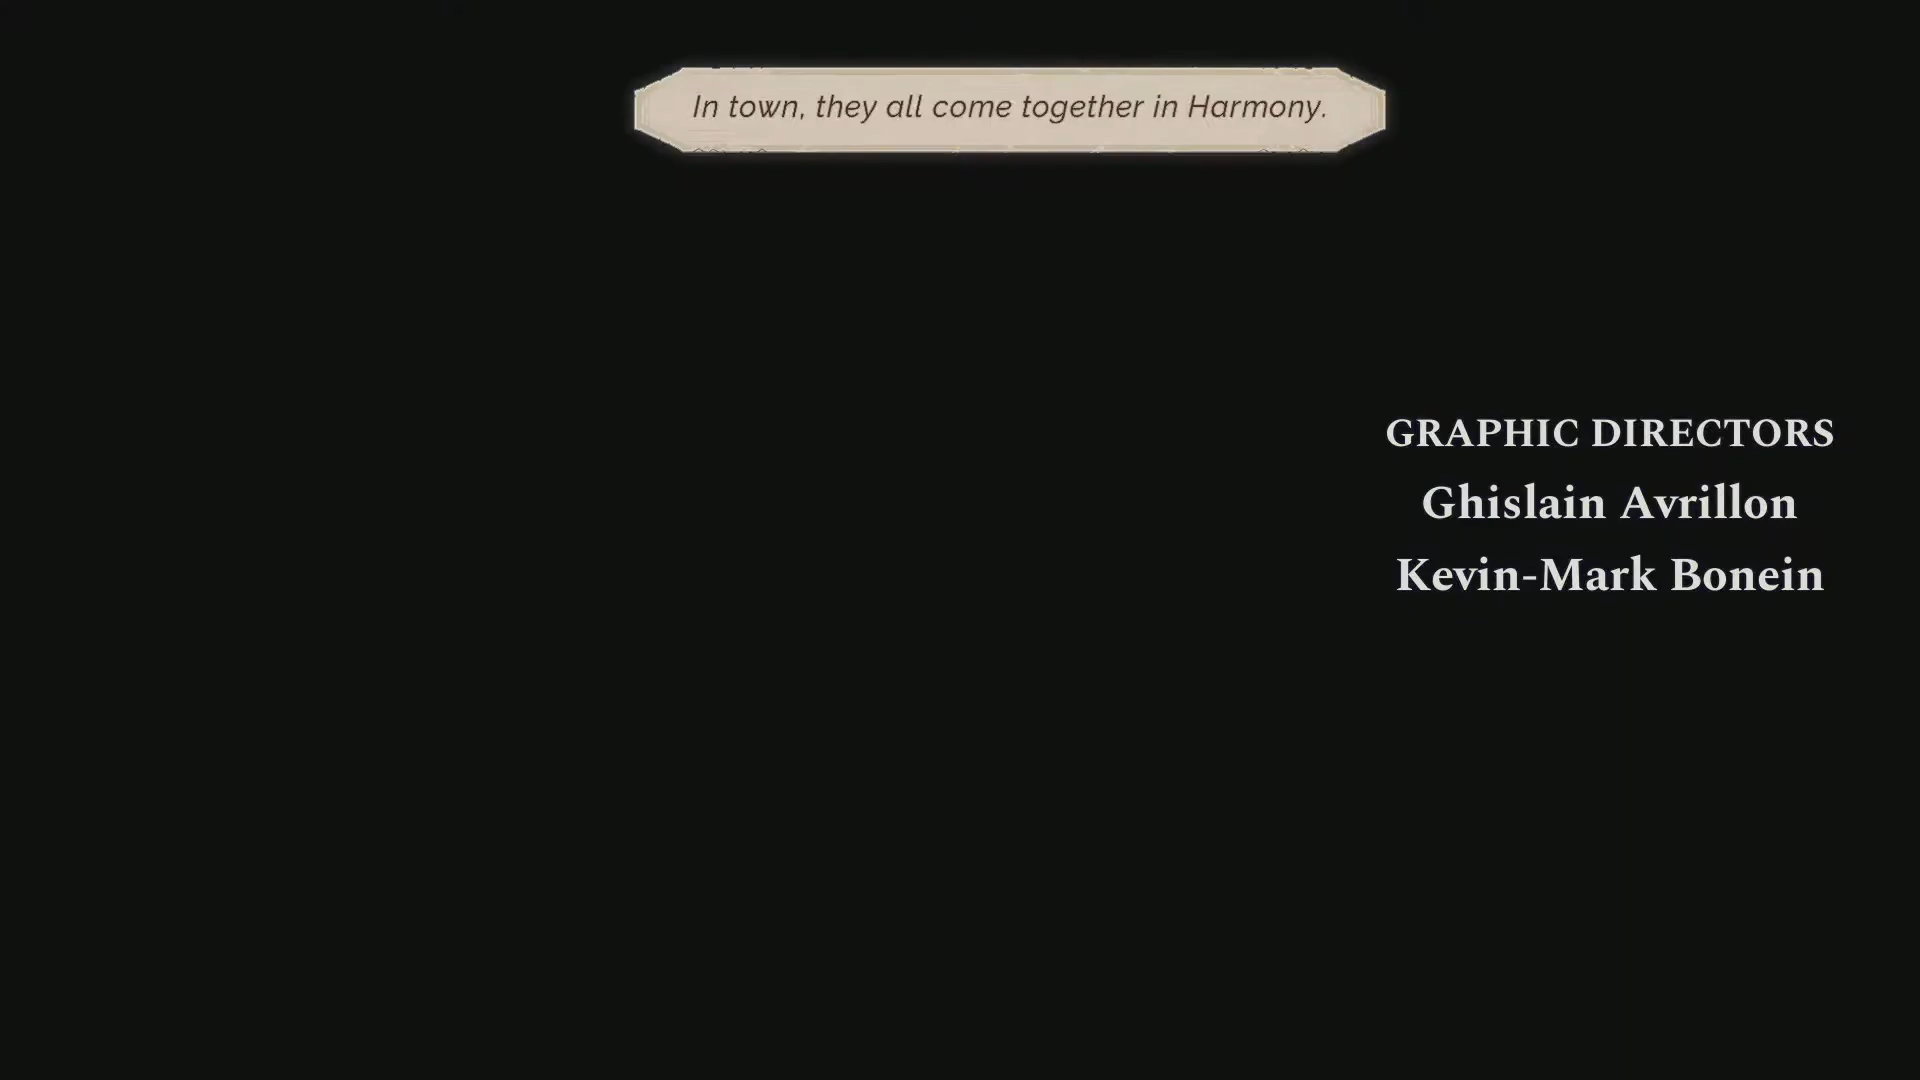 In town, they all come together in Harmony.
GRAPHIC DIRECTORS
Ghislain Avrillon
Kevin-Mark Bonein